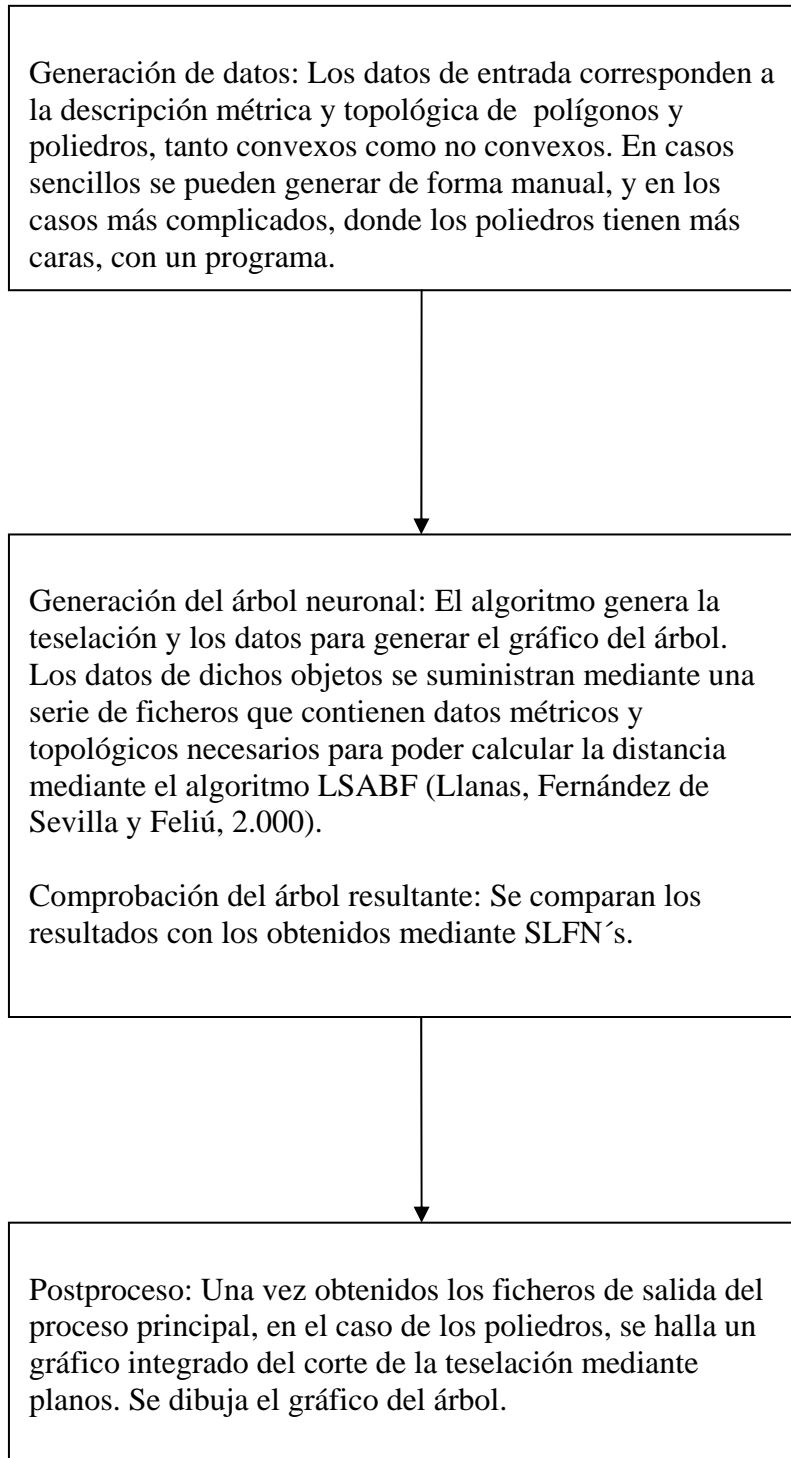 Generación de datos: Los datos de entrada corresponden a
la descripción métrica y topológica de  polígonos y
poliedros, tanto convexos como no convexos. En casos
sencillos se pueden generar de forma manual, y en los
casos más complicados, donde los poliedros tienen más
caras, con un programa.
Generación del árbol neuronal: El algoritmo genera la
teselación y los datos para generar el gráfico del árbol.
Los datos de dichos objetos se suministran mediante una
serie de ficheros que contienen datos métricos y
topológicos necesarios para poder calcular la distancia
mediante el algoritmo LSABF (Llanas, Fernández de
Sevilla y Feliú, 2.000).
Comprobación del árbol resultante: Se comparan los
resultados con los obtenidos mediante SLFN´s.
Postproceso: Una vez obtenidos los ficheros de salida del
proceso principal, en el caso de los poliedros, se halla un
gráfico integrado del corte de la teselación mediante
planos. Se dibuja el gráfico del árbol.